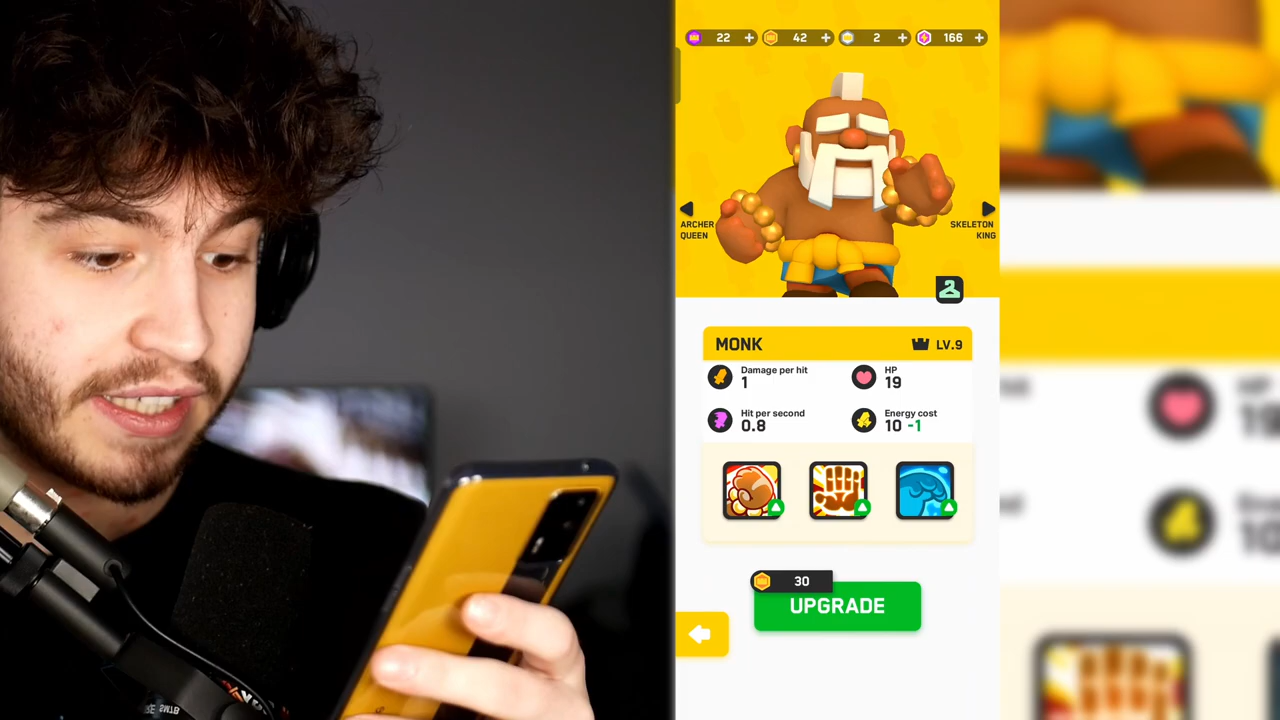 22 + 42 + 2 + 166 +
ARCHER
QUEEN
SKELETON
KING
MONK LV.9
Damage per hit
1
HP
19
Hit per second
0.8
Energy cost
10 -1
30
UPGRADE
SM7B